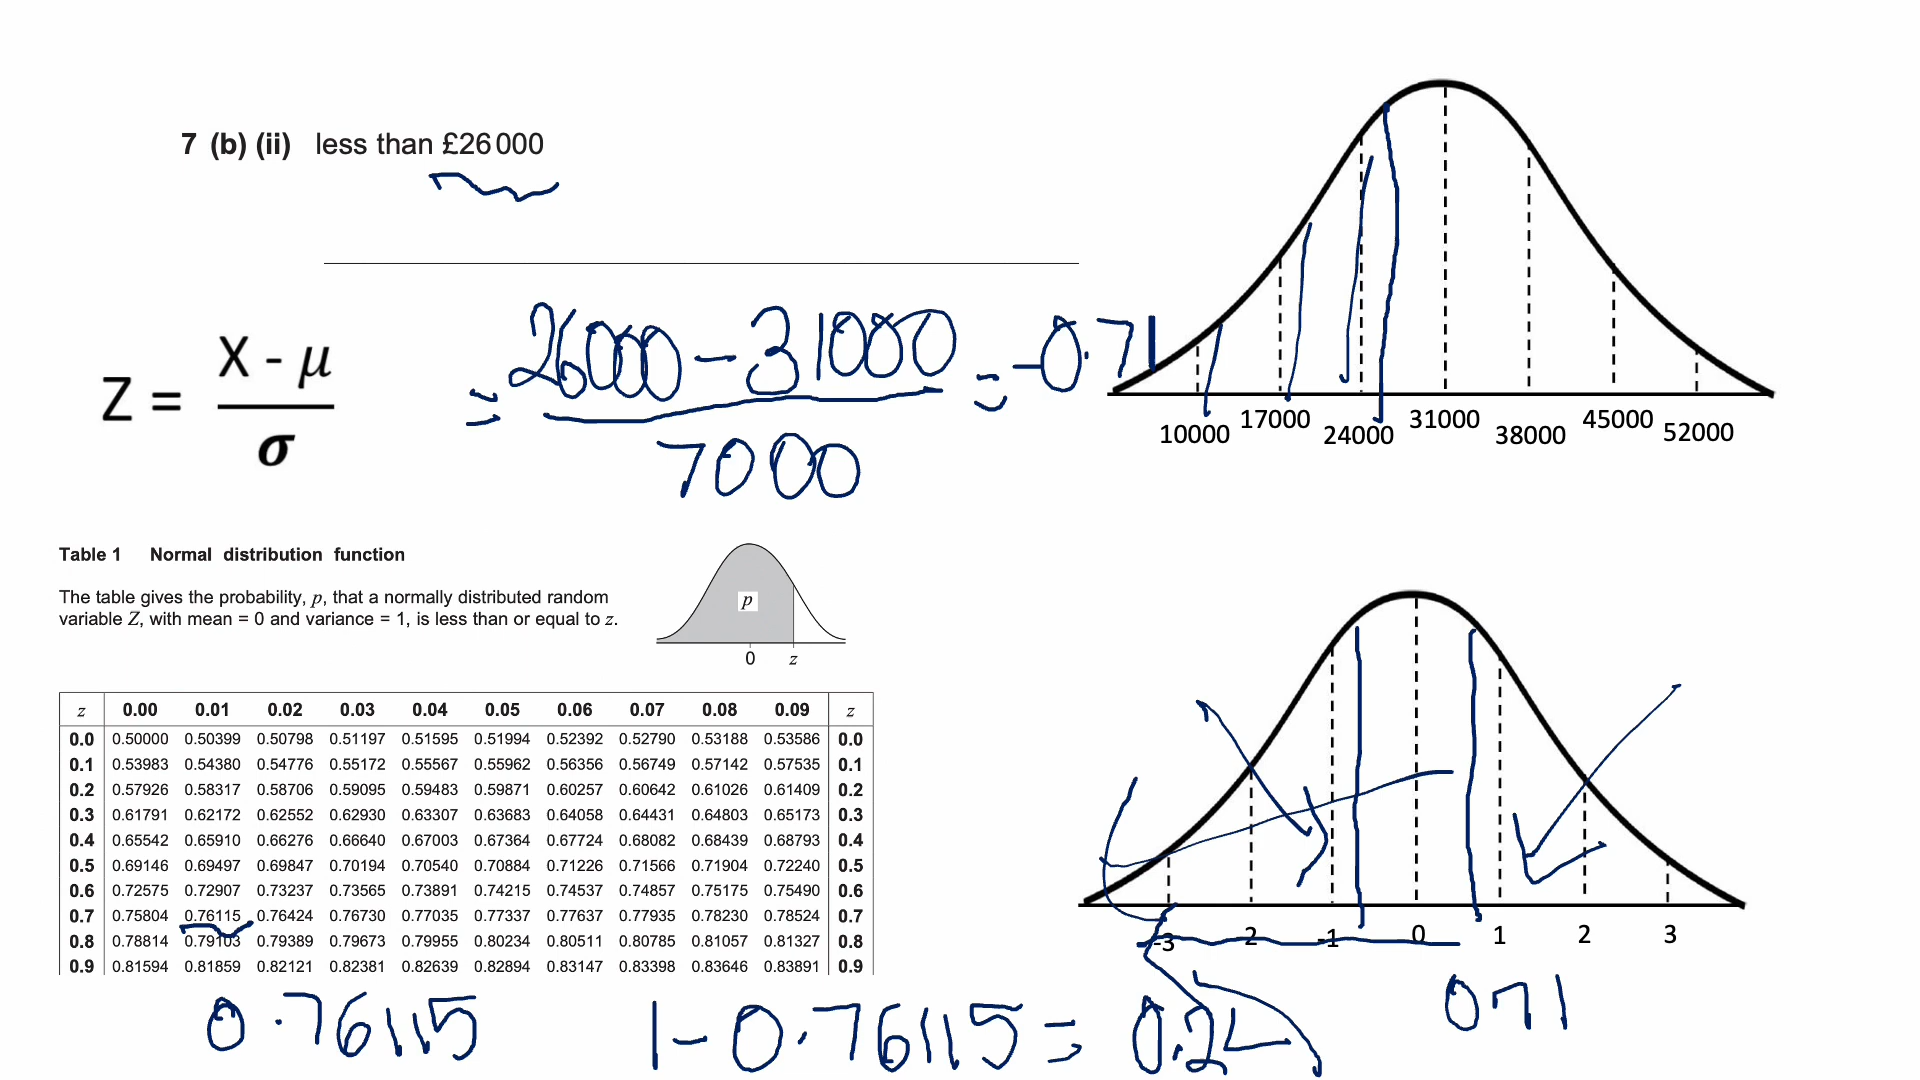 7 (b) (ii) less than £26 000
Z = X - μ
σ
= 26000 - 31000 = -0.71
7000
10000 17000 24000 31000 38000 45000 52000
Table 1 Normal distribution function
The table gives the probability, p, that a normally distributed random
variable Z, with mean = 0 and variance = 1, is less than or equal to z.
p
0 z
z 0.00 0.01 0.02 0.03 0.04 0.05 0.06 0.07 0.08 0.09 z
0.0 0.50000 0.50399 0.50798 0.51197 0.51595 0.51994 0.52392 0.52790 0.53188 0.53586 0.0
0.1 0.53983 0.54380 0.54776 0.55172 0.55567 0.55962 0.56356 0.56749 0.57142 0.57535 0.1
0.2 0.57926 0.58317 0.58706 0.59095 0.59483 0.59871 0.60257 0.60642 0.61026 0.61409 0.2
0.3 0.61791 0.62172 0.62552 0.62930 0.63307 0.63683 0.64058 0.64431 0.64803 0.65173 0.3
0.4 0.65542 0.65910 0.66276 0.66640 0.67003 0.67364 0.67724 0.68082 0.68439 0.68793 0.4
0.5 0.69146 0.69497 0.69847 0.70194 0.70540 0.70884 0.71226 0.71566 0.71904 0.72240 0.5
0.6 0.72575 0.72907 0.73237 0.73565 0.73891 0.74215 0.74537 0.74857 0.75175 0.75490 0.6
0.7 0.75804 0.76115 0.76424 0.76730 0.77035 0.77337 0.77637 0.77935 0.78230 0.78524 0.7
0.8 0.78814 0.79103 0.79389 0.79673 0.79955 0.80234 0.80511 0.80785 0.81057 0.81327 0.8
0.9 0.81594 0.81859 0.82121 0.82381 0.82639 0.82894 0.83147 0.83398 0.83646 0.83891 0.9
-3 -2 -1 0 1 2 3
0.71
0.76115
1 - 0.76115 = 0.2